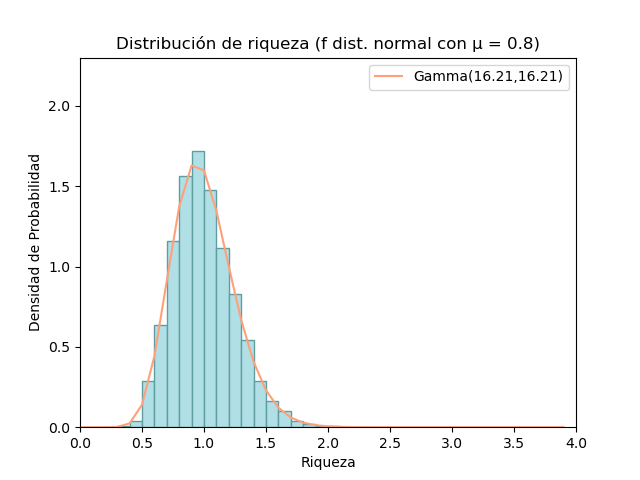 Distribución de riqueza (f dist. normal con μ = 0.8)
Gamma(16.21,16.21)
Densidad de Probabilidad
2.0
1.5
1.0
0.5
0.0
0.0 0.5 1.0 1.5 2.0 2.5 3.0 3.5 4.0
Riqueza